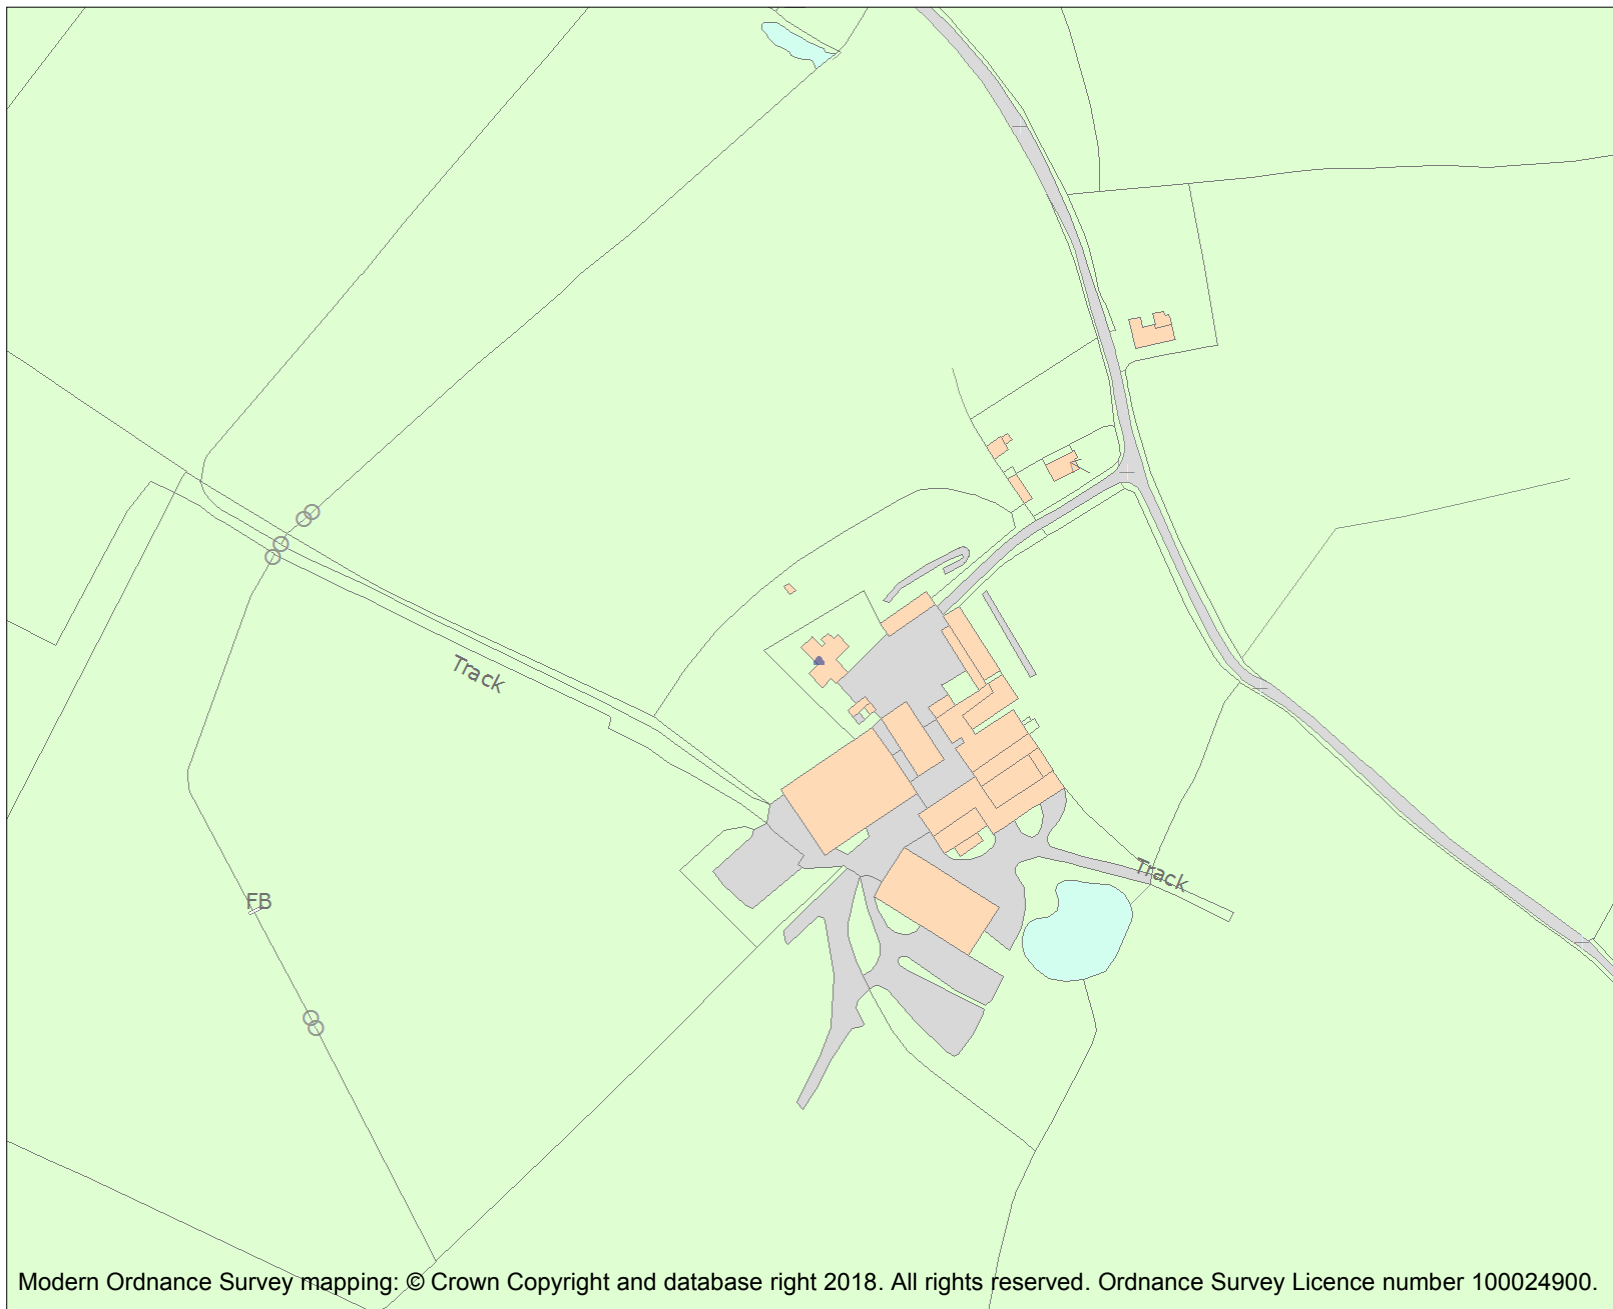 Track
Track
FB
Modern Ordnance Survey mapping: © Crown Copyright and database right 2018. All rights reserved. Ordnance Survey Licence number 100024900.